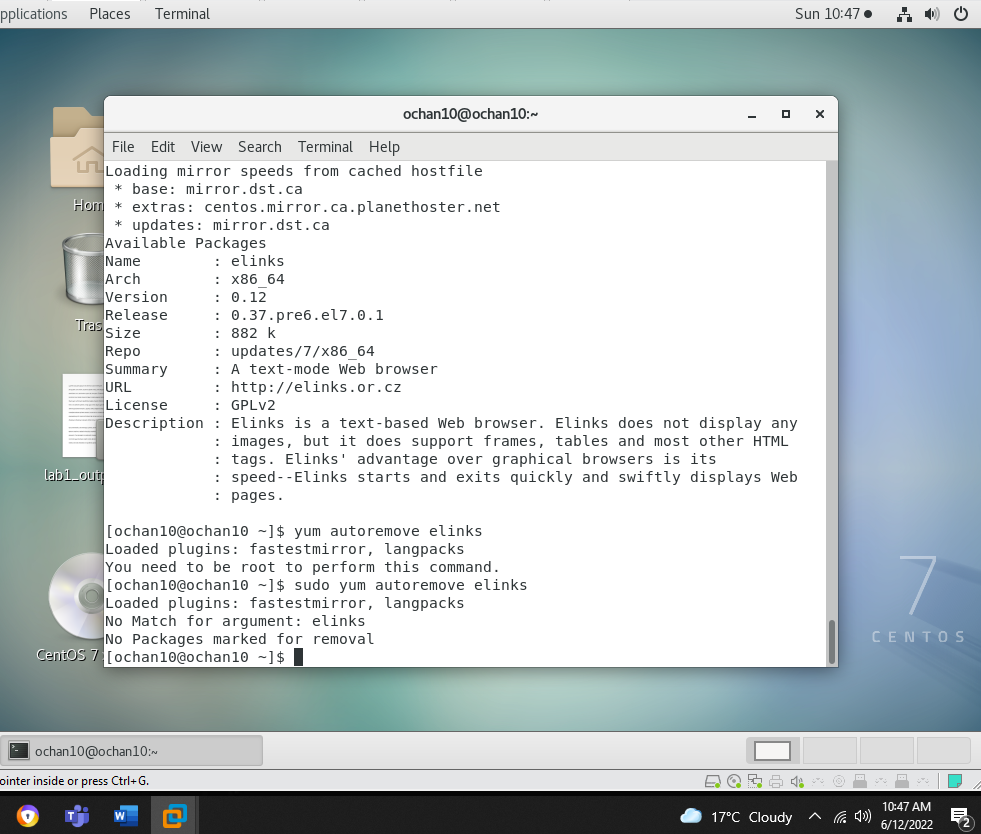 pplications Places Terminal Sun 10:47
ochan10@ochan10:~
File Edit View Search Terminal Help
Loading mirror speeds from cached hostfile
* base: mirror.dst.ca
* extras: centos.mirror.ca.planethoster.net
* updates: mirror.dst.ca
Available Packages
Name : elinks
Arch : x86_64
Version : 0.12
Release : 0.37.pre6.el7.0.1
Size : 882 k
Repo : updates/7/x86_64
Summary : A text-mode Web browser
URL : http://elinks.or.cz
License : GPLv2
Description : Elinks is a text-based Web browser. Elinks does not display any
: images, but it does support frames, tables and most other HTML
: tags. Elinks' advantage over graphical browsers is its
: speed--Elinks starts and exits quickly and swiftly displays Web
: pages.
[ochan10@ochan10 ~]$ yum autoremove elinks
Loaded plugins: fastestmirror, langpacks
You need to be root to perform this command.
[ochan10@ochan10 ~]$ sudo yum autoremove elinks
Loaded plugins: fastestmirror, langpacks
No Match for argument: elinks
No Packages marked for removal
[ochan10@ochan10 ~]$
Hom
Tras
lab1_outp
CentOS 7
7
CENTOS
ochan10@ochan10:~
ointer inside or press Ctrl+G.
17°C Cloudy
10:47 AM
6/12/2022
2